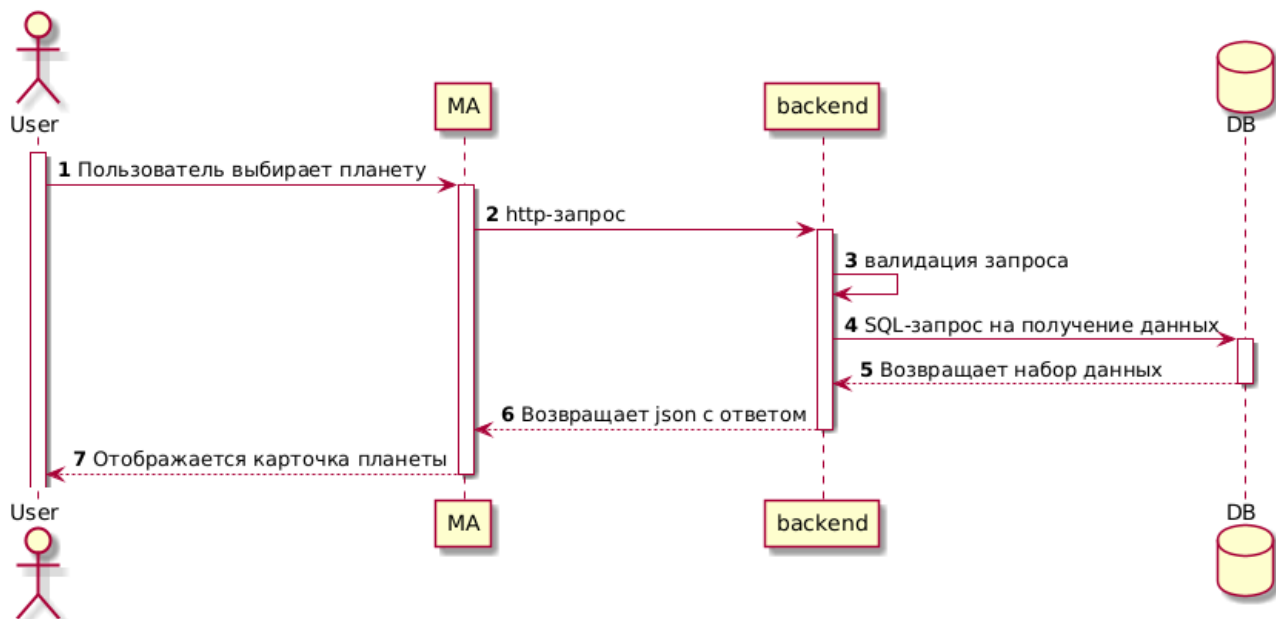 User
MA
backend
DB
1 Пользователь выбирает планету
2 http-запрос
3 валидация запроса
4 SQL-запрос на получение данных
5 Возвращает набор данных
6 Возвращает json с ответом
7 Отображается карточка планеты
User
MA
backend
DB